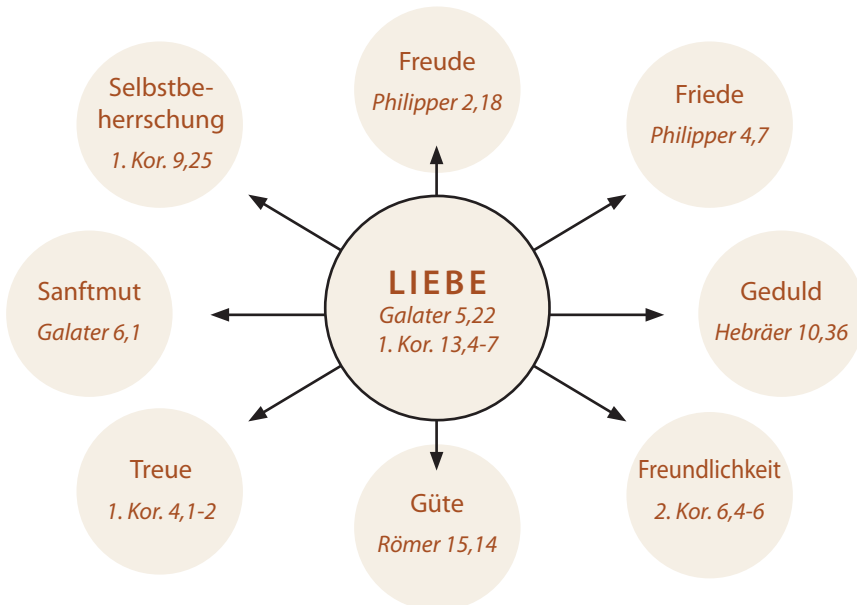 Freude
Philipper 2,18
Selbstbe-
herrschung
1. Kor. 9,25
Friede
Philipper 4,7
LIEBE
Galater 5,22
1. Kor. 13,4-7
Sanftmut
Galater 6,1
Geduld
Hebräer 10,36
Treue
1. Kor. 4,1-2
Güte
Römer 15,14
Freundlichkeit
2. Kor. 6,4-6